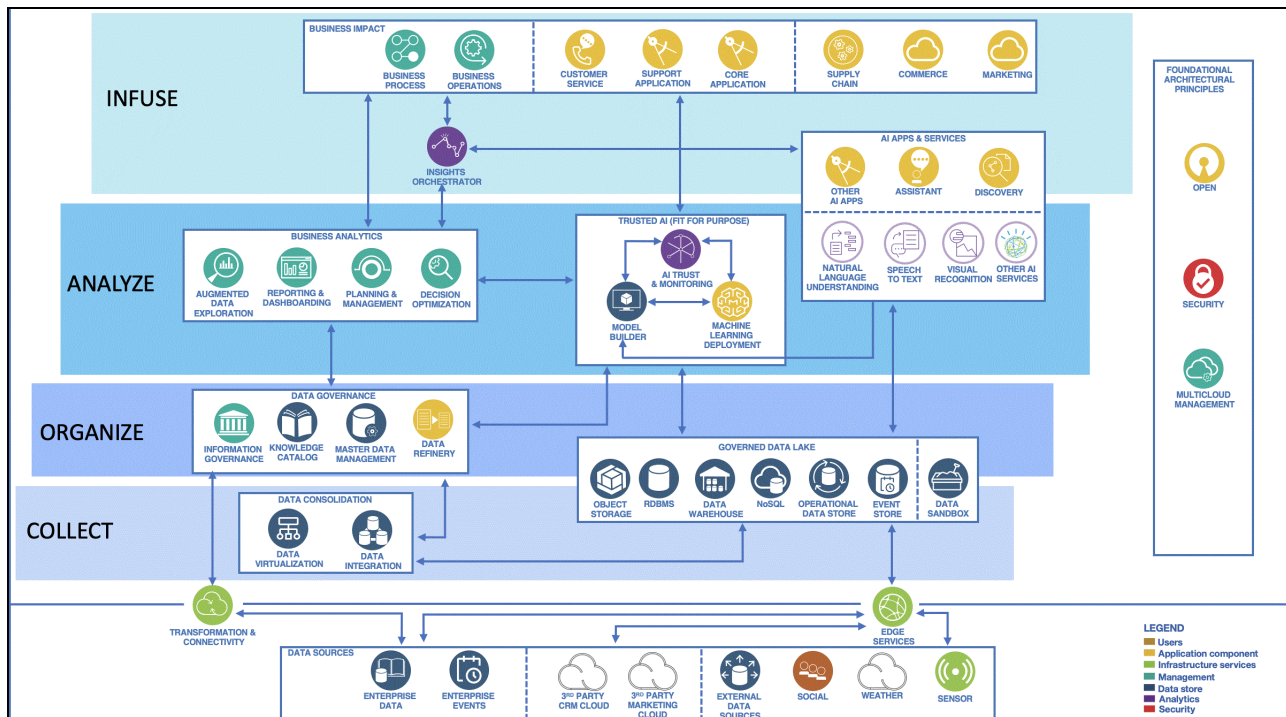 INFUSE
BUSINESS IMPACT
BUSINESS
PROCESS
BUSINESS
OPERATIONS
CUSTOMER
SERVICE
SUPPORT
APPLICATION
CORE
APPLICATION
SUPPLY
CHAIN
COMMERCE
MARKETING
INSIGHTS
ORCHESTRATOR
AI APPS & SERVICES
OTHER
AI APPS
ASSISTANT
DISCOVERY
NATURAL
LANGUAGE
UNDERSTANDING
SPEECH
TO TEXT
VISUAL
RECOGNITION
OTHER AI
SERVICES
ANALYZE
BUSINESS ANALYTICS
AUGMENTED
DATA
EXPLORATION
REPORTING &
DASHBOARDING
PLANNING &
MANAGEMENT
DECISION
OPTIMIZATION
TRUSTED AI (FIT FOR PURPOSE)
AI TRUST
& MONITORING
MODEL
BUILDER
MACHINE
LEARNING
DEPLOYMENT
ORGANIZE
DATA GOVERNANCE
INFORMATION
GOVERNANCE
KNOWLEDGE
CATALOG
MASTER DATA
MANAGEMENT
DATA
REFINERY
GOVERNED DATA LAKE
OBJECT
STORAGE
RDBMS
DATA
WAREHOUSE
NoSQL
OPERATIONAL
DATA STORE
EVENT
STORE
DATA
SANDBOX
COLLECT
DATA CONSOLIDATION
DATA
VIRTUALIZATION
DATA
INTEGRATION
TRANSFORMATION &
CONNECTIVITY
EDGE
SERVICES
DATA SOURCES
ENTERPRISE
DATA
ENTERPRISE
EVENTS
3RD PARTY
CRM CLOUD
3RD PARTY
MARKETING
CLOUD
EXTERNAL
DATA
SOURCES
SOCIAL
WEATHER
SENSOR
FOUNDATIONAL
ARCHITECTURAL
PRINCIPLES
OPEN
SECURITY
MULTICLOUD
MANAGEMENT
LEGEND
Users
Application component
Infrastructure services
Management
Data store
Analytics
Security